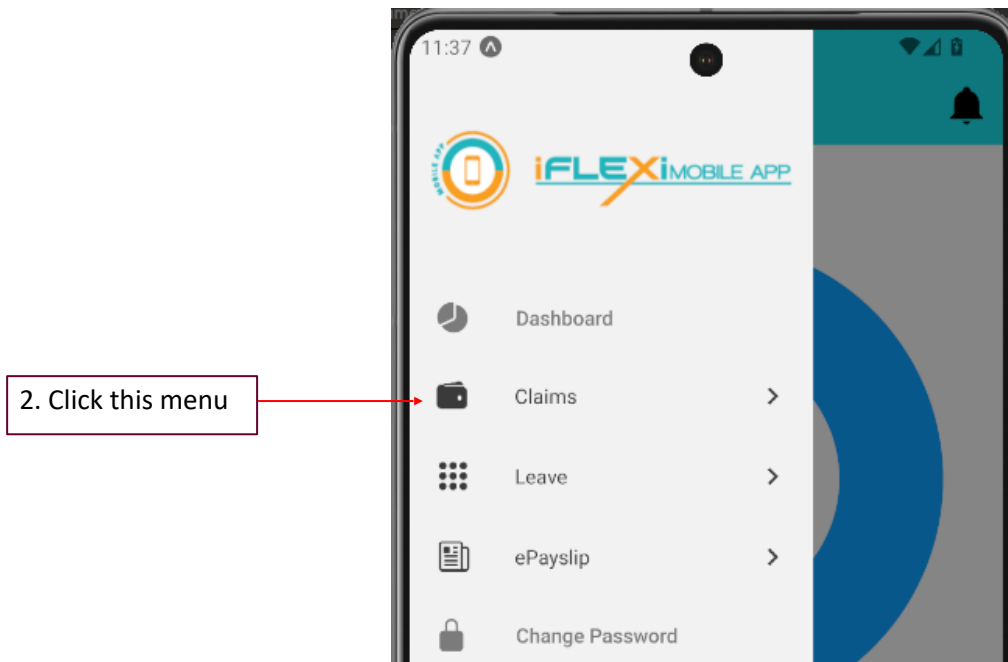 11:37
MOBILE APP
iFLEXi MOBILE APP
Dashboard
2. Click this menu
Claims
Leave
ePayslip
Change Password